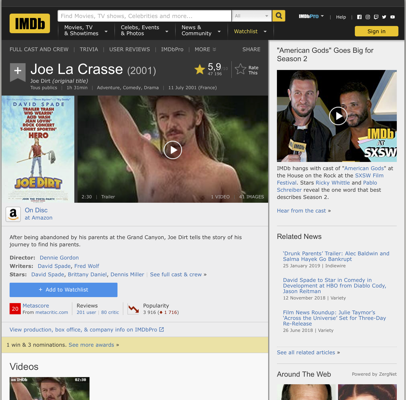 IMDb
Find Movies, TV shows, Celebrities and more...
All
IMDbPro
Help
Movies, TV & Showtimes
Celebs, Events & Photos
News & Community
Watchlist
Sign in
FULL CAST AND CREW | TRIVIA | USER REVIEWS | IMDbPro | MORE
SHARE
Joe La Crasse (2001)
Joe Dirt (original title)
Tous publics | 1h 31min | Adventure, Comedy, Drama | 11 July 2001 (France)
5,9
Rate This
DAVID SPADE
JOE DIRT
2:30 | Trailer
1 VIDEO
41 IMAGES
On Disc
at Amazon
After being abandoned by his parents at the Grand Canyon, Joe Dirt tells the story of his
journey to find his parents.
Director: Dennie Gordon
Writers: David Spade, Fred Wolf
Stars: David Spade, Brittany Daniel, Dennis Miller | See full cast & crew »
+ Add to Watchlist
20
Metascore
From metacritic.com
Reviews
201 user | 80 critic
Popularity
3 916 (1 716)
View production, box office, & company info on IMDbPro
1 win & 3 nominations. See more awards »
Videos
"American Gods" Goes Big for
Season 2
IMDb
at
SXSW
IMDb hangs with cast of "American Gods" at
the House on the Rock at the SXSW Film
Festival. Stars Ricky Whittle and Pablo
Schreiber reveal the one word that best
describes Season 2.
Hear from the cast »
Related News
'Drunk Parents' Trailer: Alec Baldwin and
Salma Hayek Go Bankrupt
25 January 2019 | Indiewire
David Spade to Star in Comedy in
Development at HBO from Diablo Cody,
Jason Reitman
12 November 2018 | Variety
Film News Roundup: Julie Taymor's
'Across the Universe' Set for Three-Day
Re-Release
26 June 2018 | Variety
See all related articles »
Around The Web
Powered by ZergNet